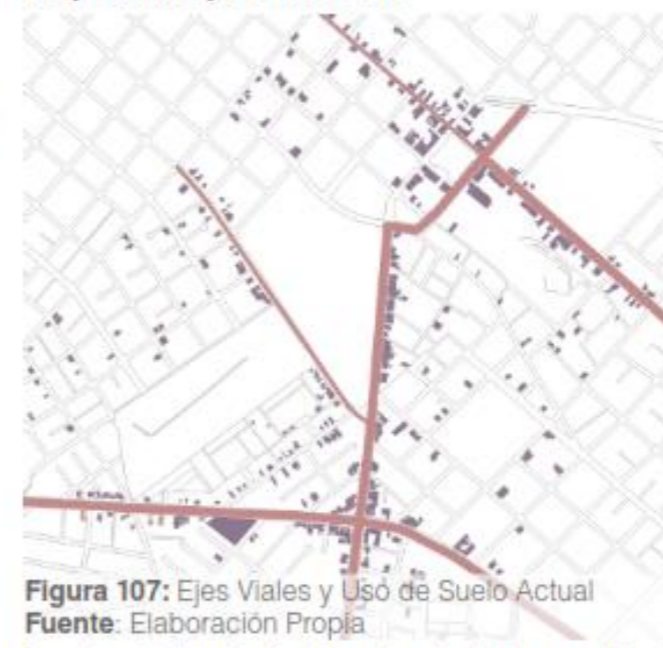 Figura 107: Ejes Viales y Uso de Suelo Actual
Fuente: Elaboración Propia